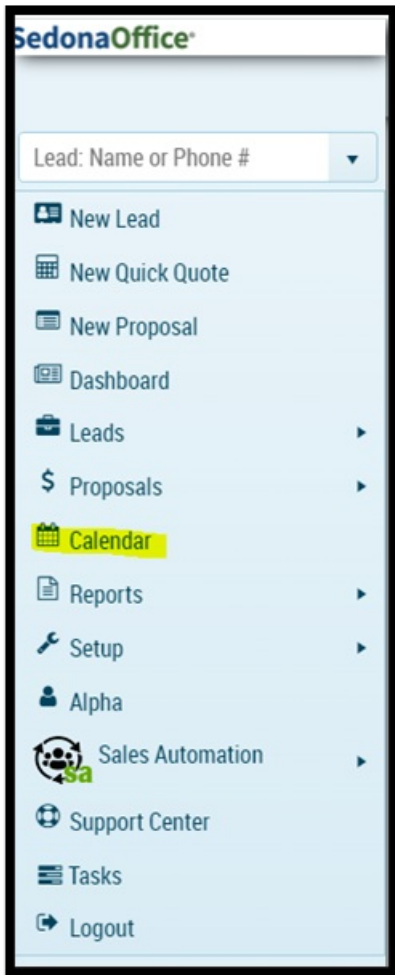 SedonaOffice®
Lead: Name or Phone #
New Lead
New Quick Quote
New Proposal
Dashboard
Leads
$ Proposals
Calendar
Reports
Setup
Alpha
sa Sales Automation
Support Center
Tasks
Logout